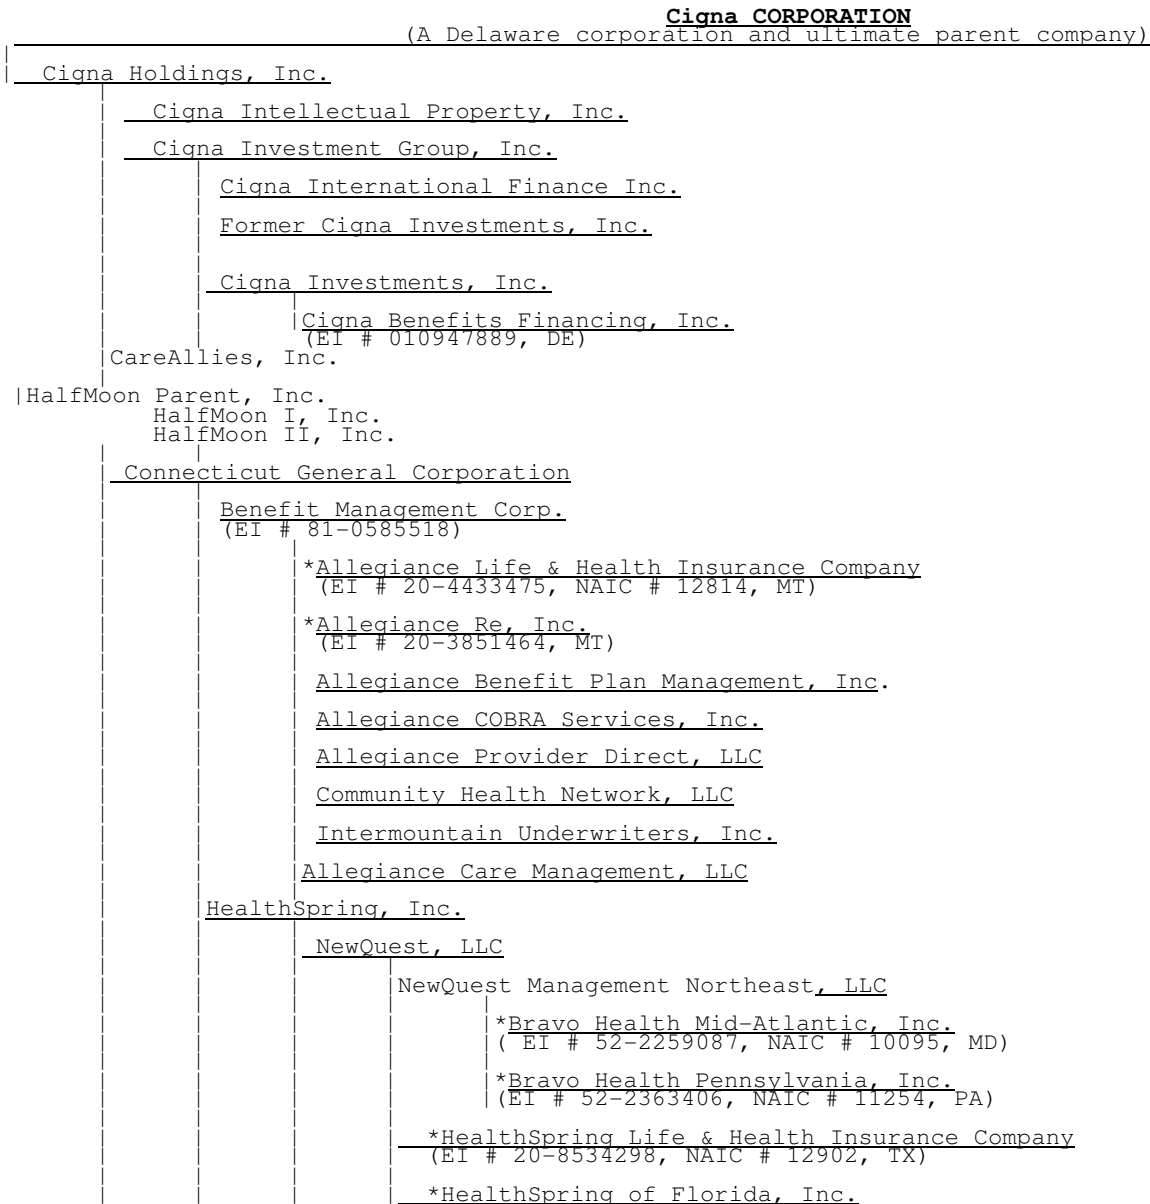 Cigna CORPORATION
(A Delaware corporation and ultimate parent company)
Cigna Holdings, Inc.
Cigna Intellectual Property, Inc.
Cigna Investment Group, Inc.
Cigna International Finance Inc.
Former Cigna Investments, Inc.
Cigna Investments, Inc.
Cigna Benefits Financing, Inc.
(EI # 010947889, DE)
|CareAllies, Inc.
|HalfMoon Parent, Inc.
HalfMoon I, Inc.
HalfMoon II, Inc.
Connecticut General Corporation
Benefit Management Corp.
(EI # 81-0585518)
|*Allegiance Life & Health Insurance Company
(EI # 20-4433475, NAIC # 12814, MT)
|*Allegiance Re, Inc.
(EI # 20-3851464, MT)
Allegiance Benefit Plan Management, Inc.
Allegiance COBRA Services, Inc.
Allegiance Provider Direct, LLC
Community Health Network, LLC
Intermountain Underwriters, Inc.
|Allegiance Care Management, LLC
|HealthSpring, Inc.
NewQuest, LLC
|NewQuest Management Northeast, LLC
|*Bravo Health Mid-Atlantic, Inc.
|( EI # 52-2259087, NAIC # 10095, MD)
|*Bravo Health Pennsylvania, Inc.
|(EI # 52-2363406, NAIC # 11254, PA)
*HealthSpring Life & Health Insurance Company
(EI # 20-8534298, NAIC # 12902, TX)
*HealthSpring of Florida, Inc.